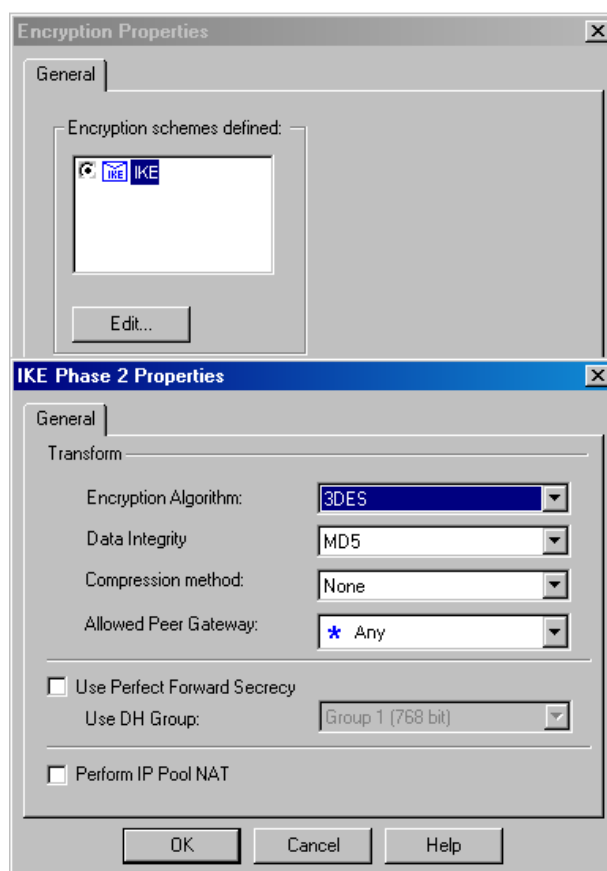 Encryption Properties
General
Encryption schemes defined:
IKE IKE
Edit...
IKE Phase 2 Properties
General
Transform
Encryption Algorithm: 3DES
Data Integrity MD5
Compression method: None
Allowed Peer Gateway: * Any
Use Perfect Forward Secrecy
Use DH Group: Group 1 (768 bit)
Perform IP Pool NAT
OK Cancel Help